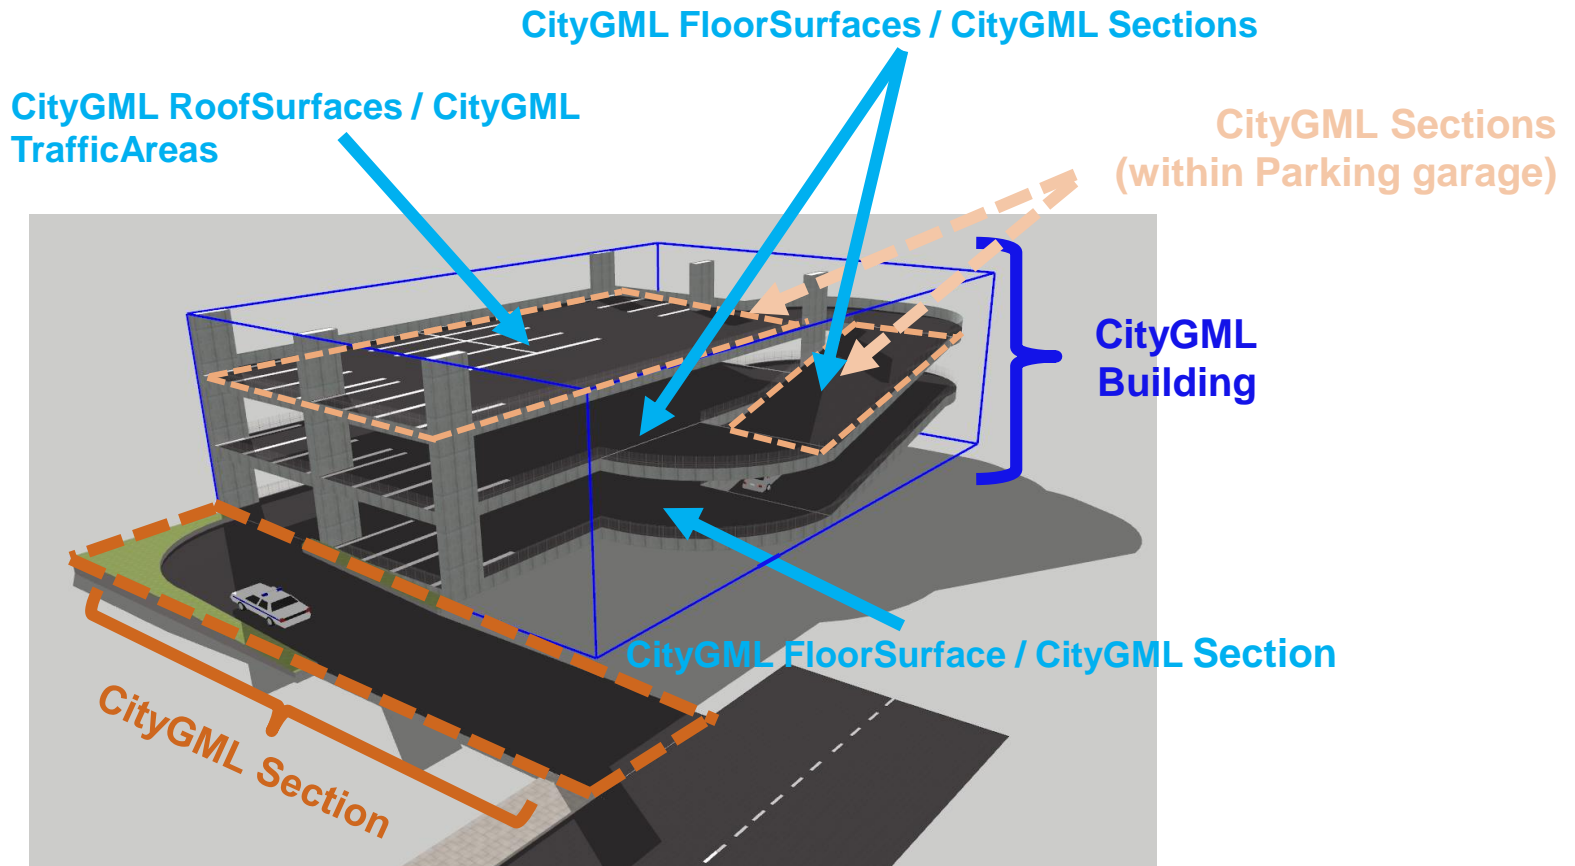 CityGML FloorSurfaces / CityGML Sections
CityGML RoofSurfaces / CityGML
TrafficAreas
CityGML Sections
(within Parking garage)
CityGML
Building
CityGML FloorSurface / CityGML Section
CityGML Section